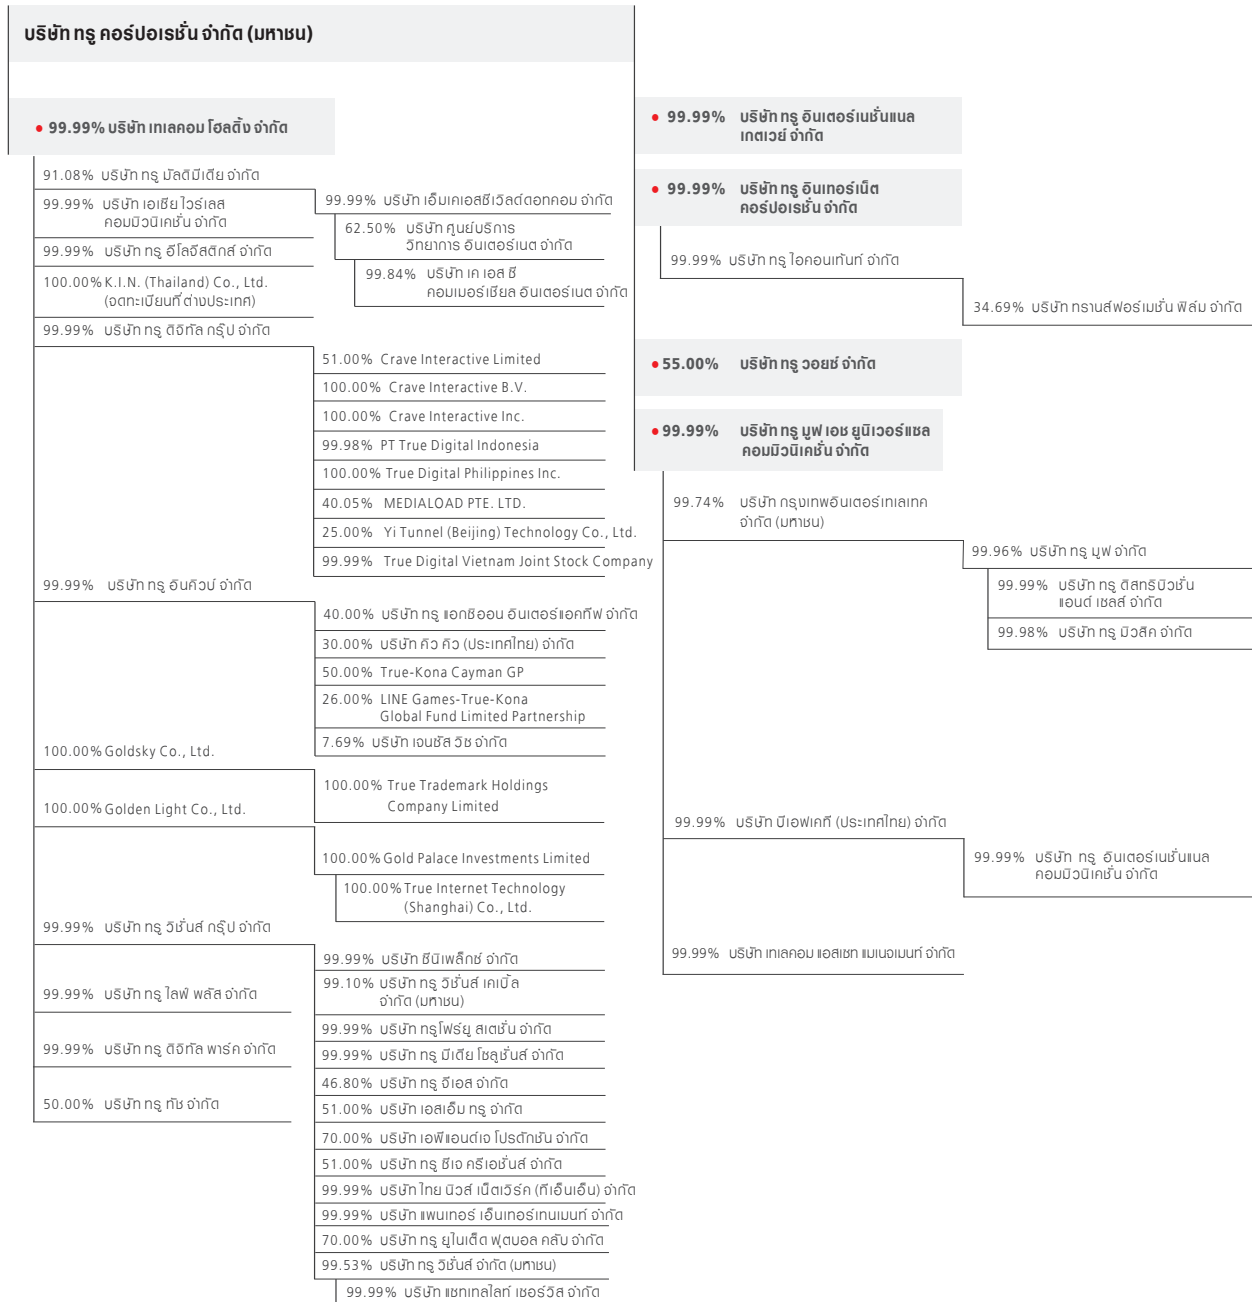 บริษัท ทรู คอร์ปอเรชั่น จำกัด (มหาชน)
• 99.99% บริษัท เทเลคอม โฮลดิ้ง จำกัด
91.08% บริษัท ทรู มัลติมีเดีย จำกัด
99.99% บริษัท เอเชีย ไวร์เลส
คอมมิวนิเคชั่น จำกัด
99.99% บริษัท เอ็มเคเอสซีเวิลด์ดอทคอม จำกัด
62.50% บริษัท ศูนย์บริการ
วิทยาการ อินเตอร์เนต จำกัด
99.84% บริษัท เค เอส ซี
คอมเมอร์เชียล อินเตอร์เนต จำกัด
99.99% บริษัท ทรู อีโลจีสติกส์ จำกัด
100.00% K.I.N. (Thailand) Co., Ltd.
(จดทะเบียนที่ต่างประเทศ)
99.99% บริษัท ทรู ดิจิทัล กรุ๊ป จำกัด
51.00% Crave Interactive Limited
100.00% Crave Interactive B.V.
100.00% Crave Interactive Inc.
99.98% PT True Digital Indonesia
100.00% True Digital Philippines Inc.
40.05% MEDIALOAD PTE. LTD.
25.00% Yi Tunnel (Beijing) Technology Co., Ltd.
99.99% True Digital Vietnam Joint Stock Company
99.99% บริษัท ทรู อินคิวบ์ จำกัด
40.00% บริษัท ทรู แอกซิออน อินเตอร์แอคทีฟ จำกัด
30.00% บริษัท คิว คิว (ประเทศไทย) จำกัด
50.00% True-Kona Cayman GP
26.00% LINE Games-True-Kona
Global Fund Limited Partnership
7.69% บริษัท เจนซัส วิช จำกัด
100.00% Goldsky Co., Ltd.
100.00% True Trademark Holdings
Company Limited
100.00% Golden Light Co., Ltd.
100.00% Gold Palace Investments Limited
100.00% True Internet Technology
(Shanghai) Co., Ltd.
99.99% บริษัท ทรู วิชั่นส์ กรุ๊ป จำกัด
99.99% บริษัท ซีนิเพล็กซ์ จำกัด
99.10% บริษัท ทรู วิชั่นส์ เคเบิ้ล
จำกัด (มหาชน)
99.99% บริษัท ทรูโฟร์ยู สเตชั่น จำกัด
99.99% บริษัท ทรู มีเดีย โซลูชั่นส์ จำกัด
46.80% บริษัท ทรู จีเอส จำกัด
51.00% บริษัท เอสเอ็ม ทรู จำกัด
70.00% บริษัท เอพีแอนด์เจ โปรดักชัน จำกัด
51.00% บริษัท ทรู ซีเจ ครีเอชั่นส์ จำกัด
99.99% บริษัท ไทย นิวส์ เน็ตเวิร์ค (ทีเอ็นเอ็น) จำกัด
99.99% บริษัท แพนเทอร์ เอ็นเทอร์เทนเมนท์ จำกัด
70.00% บริษัท ทรู ยูไนเต็ด ฟุตบอล คลับ จำกัด
99.53% บริษัท ทรู วิชั่นส์ จำกัด (มหาชน)
99.99% บริษัท แซทเทลไลท์ เซอร์วิส จำกัด
99.99% บริษัท ทรู ไลฟ์ พลัส จำกัด
99.99% บริษัท ทรู ดิจิทัล พาร์ค จำกัด
50.00% บริษัท ทรู ทัช จำกัด
• 99.99% บริษัท ทรู อินเตอร์เนชั่นแนล
เกตเวย์ จำกัด
• 99.99% บริษัท ทรู อินเทอร์เน็ต
คอร์ปอเรชั่น จำกัด
99.99% บริษัท ทรู ไอคอนเท้นท์ จำกัด
34.69% บริษัท ทรานส์ฟอร์เมชั่น ฟิล์ม จำกัด
• 55.00% บริษัท ทรู วอยซ์ จำกัด
• 99.99% บริษัท ทรู มูฟ เอช ยูนิเวอร์แซล
คอมมิวนิเคชั่น จำกัด
99.74% บริษัท กรุงเทพอินเตอร์เทเลเทค
จำกัด (มหาชน)
99.96% บริษัท ทรู มูฟ จำกัด
99.99% บริษัท ทรู ดิสทริบิวชั่น
แอนด์ เซลส์ จำกัด
99.98% บริษัท ทรู มิวสิค จำกัด
99.99% บริษัท บีเอฟเคที (ประเทศไทย) จำกัด
99.99% บริษัท ทรู อินเตอร์เนชั่นแนล
คอมมิวนิเคชั่น จำกัด
99.99% บริษัท เทเลคอม แอสเซท แมเนจเมนท์ จำกัด